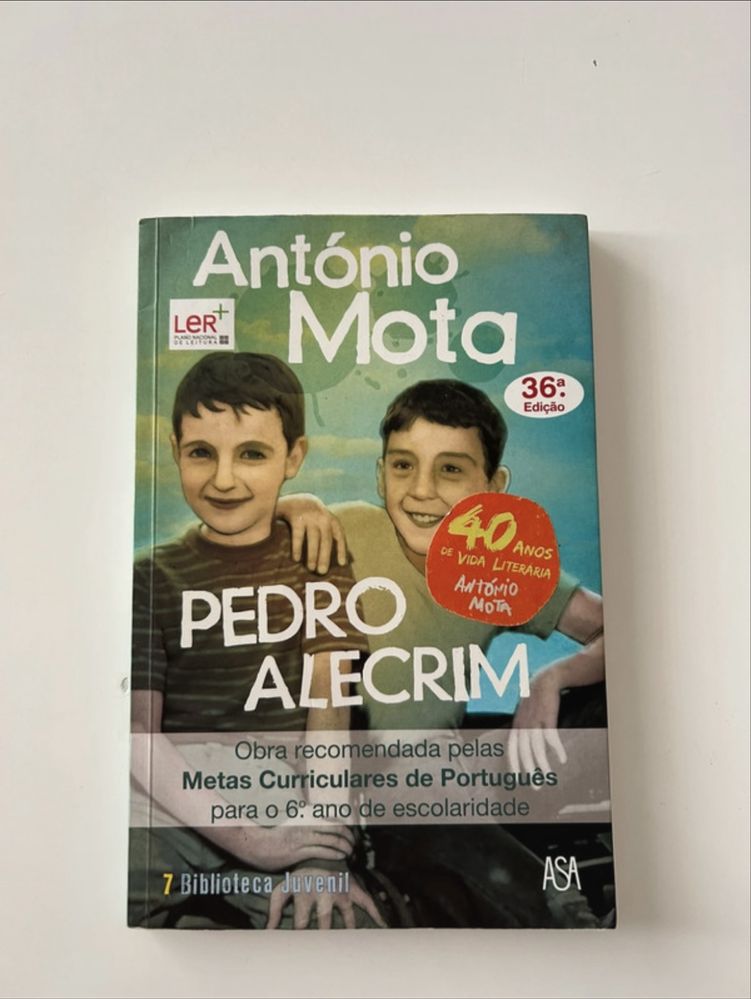 António
Mota
LeR+
PLANO NACIONAL
DE LEITURA
36.ª
Edição
40 ANOS
DE VIDA LITERÁRIA
ANTÓNIO
MOTA
PEDRO
ALECRIM
Obra recomendada pelas
Metas Curriculares de Português
para o 6.º ano de escolaridade
7 Biblioteca Juvenil
ASA